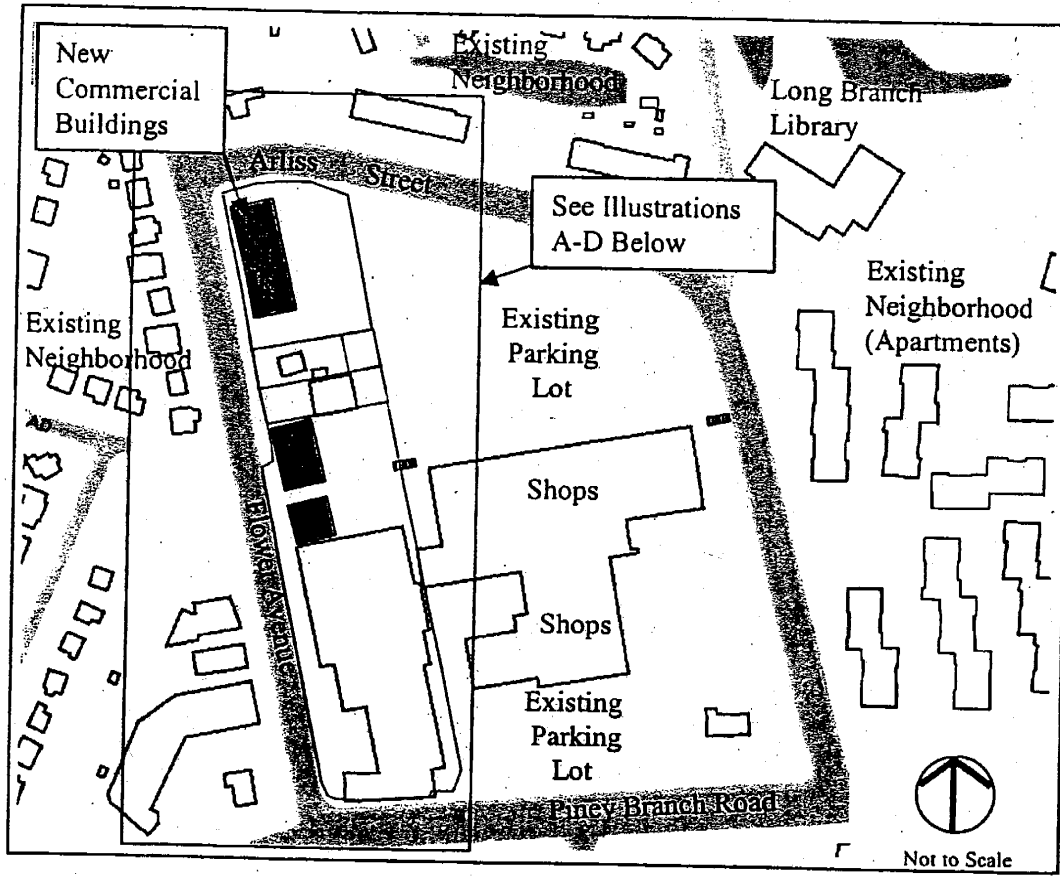 New
Commercial
Buildings
Existing
Neighborhood
Long Branch
Library
Arliss
Street
See Illustrations
A-D Below
Existing
Neighborhood
(Apartments)
Existing
Parking
Lot
Existing
Neighborhood
AD
Shops
Flower Avenue
Shops
Existing
Parking
Lot
Piney Branch Road
Not to Scale